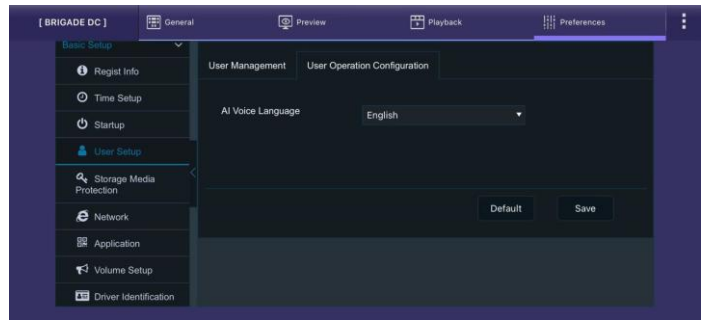 [ BRIGADE DC ]
General
Preview
Playback
Preferences
Basic Setup
Regist Info
Time Setup
Startup
User Setup
Storage Media
Protection
Network
Application
Volume Setup
Driver Identification
User Management
User Operation Configuration
AI Voice Language
English
Default
Save